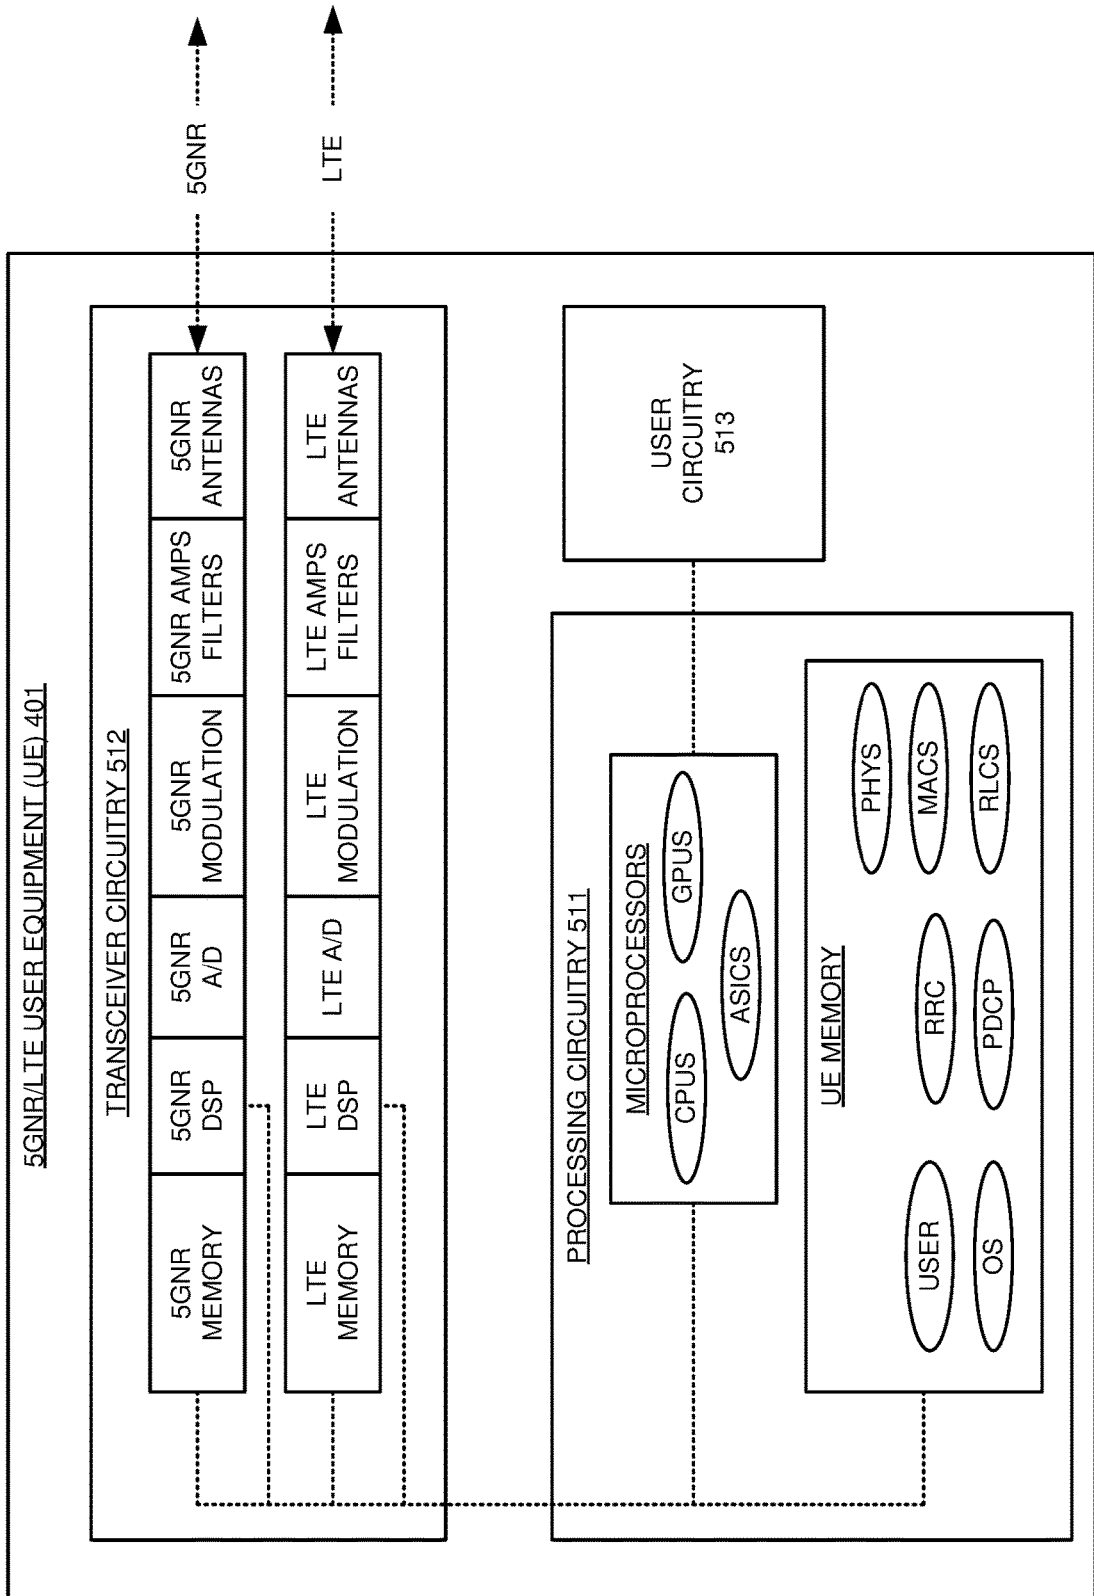 5GNR/LTE USER EQUIPMENT (UE) 401
TRANSCEIVER CIRCUITRY 512
5GNR
MEMORY
5GNR
DSP
5GNR
A/D
5GNR
MODULATION
5GNR AMPS
FILTERS
5GNR
ANTENNAS
5GNR
LTE
MEMORY
LTE
DSP
LTE A/D
LTE
MODULATION
LTE AMPS
FILTERS
LTE
ANTENNAS
LTE
PROCESSING CIRCUITRY 511
MICROPROCESSORS
CPUS
GPUS
ASICS
USER
CIRCUITRY
513
UE MEMORY
USER
OS
RRC
PDCP
PHYS
MACS
RLCS